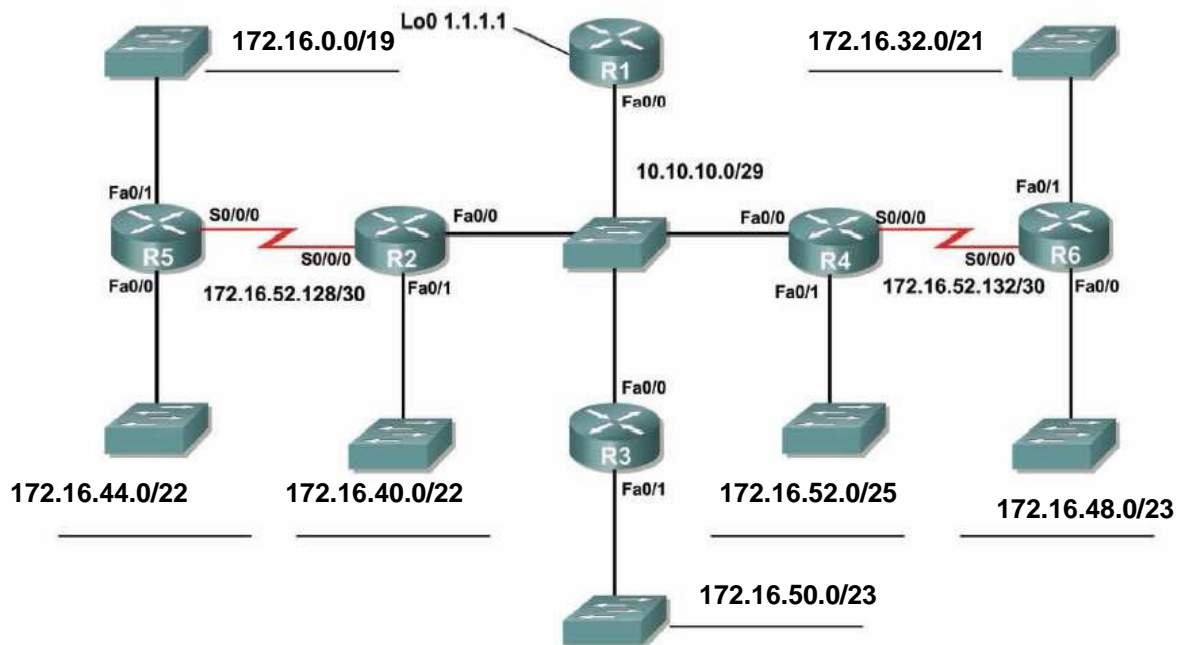 Lo0 1.1.1.1
172.16.0.0/19
172.16.32.0/21
R1
Fa0/0
10.10.10.0/29
Fa0/1
Fa0/1
S0/0/0
Fa0/0
Fa0/0
S0/0/0
R5
S0/0/0
R2
R4
S0/0/0
R6
Fa0/0
172.16.52.128/30
Fa0/1
Fa0/1
172.16.52.132/30
Fa0/0
Fa0/0
R3
Fa0/1
172.16.44.0/22
172.16.40.0/22
172.16.52.0/25
172.16.48.0/23
172.16.50.0/23